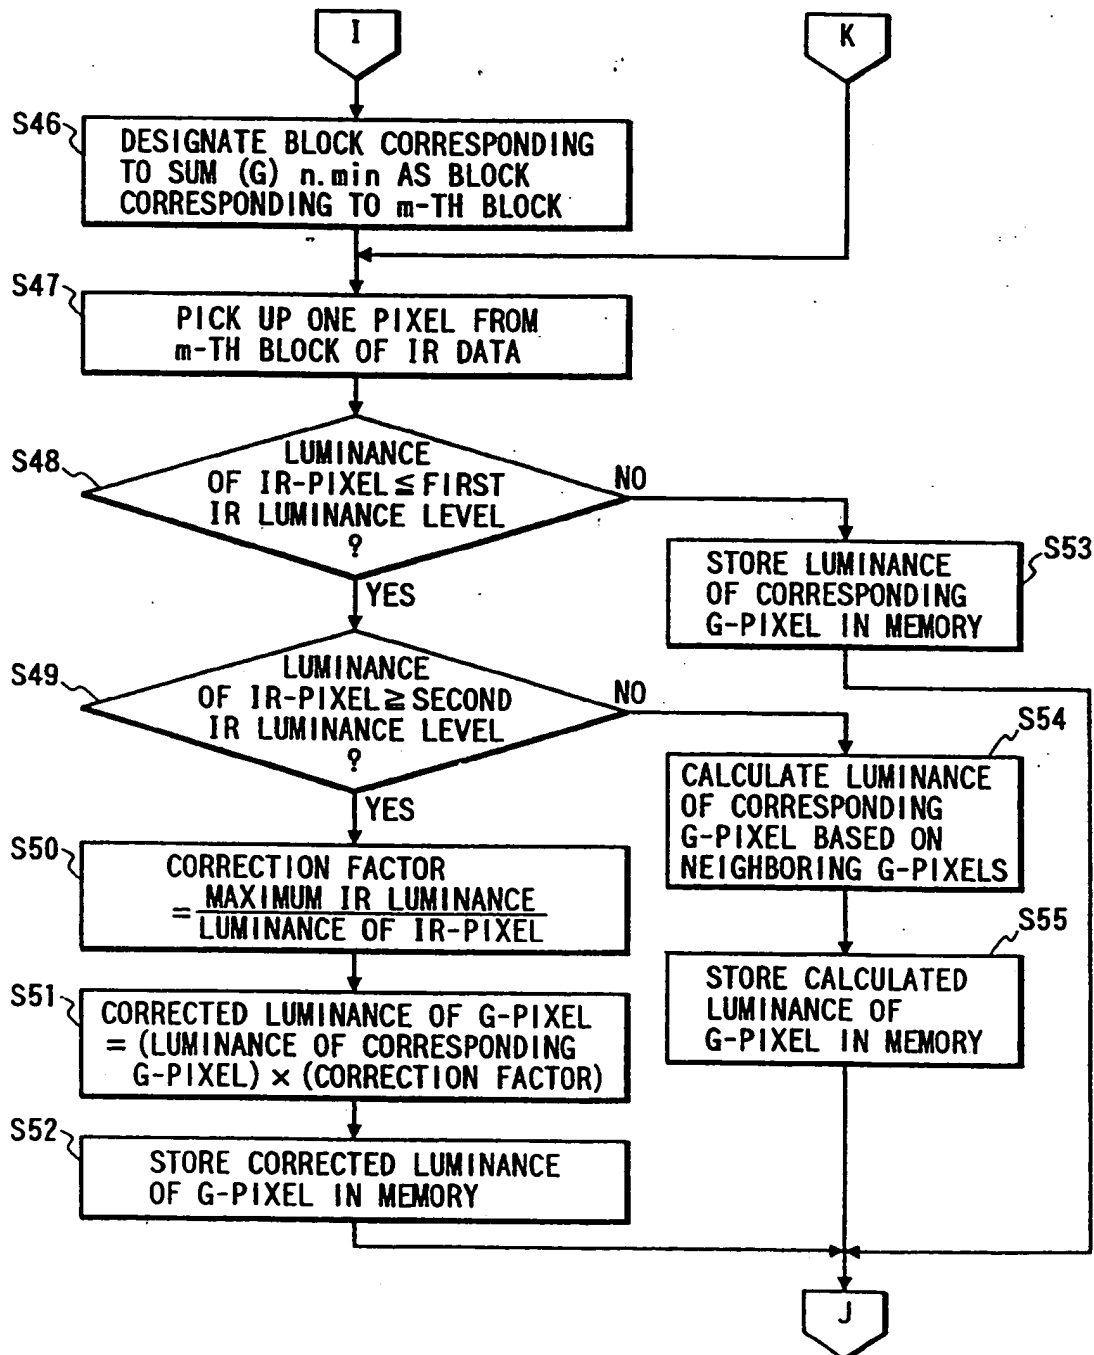 I
K
S46
DESIGNATE BLOCK CORRESPONDING
TO SUM (G) n.min AS BLOCK
CORRESPONDING TO m-TH BLOCK
S47
PICK UP ONE PIXEL FROM
m-TH BLOCK OF IR DATA
S48
LUMINANCE
OF IR-PIXEL ≦ FIRST
IR LUMINANCE LEVEL
?
NO
YES
S53
STORE LUMINANCE
OF CORRESPONDING
G-PIXEL IN MEMORY
S49
LUMINANCE
OF IR-PIXEL ≧ SECOND
IR LUMINANCE LEVEL
?
NO
YES
S54
CALCULATE LUMINANCE
OF CORRESPONDING
G-PIXEL BASED ON
NEIGHBORING G-PIXELS
S50
CORRECTION FACTOR
= MAXIMUM IR LUMINANCE
LUMINANCE OF IR-PIXEL
S55
STORE CALCULATED
LUMINANCE OF
G-PIXEL IN MEMORY
S51
CORRECTED LUMINANCE OF G-PIXEL
= (LUMINANCE OF CORRESPONDING
G-PIXEL) × (CORRECTION FACTOR)
S52
STORE CORRECTED LUMINANCE
OF G-PIXEL IN MEMORY
J